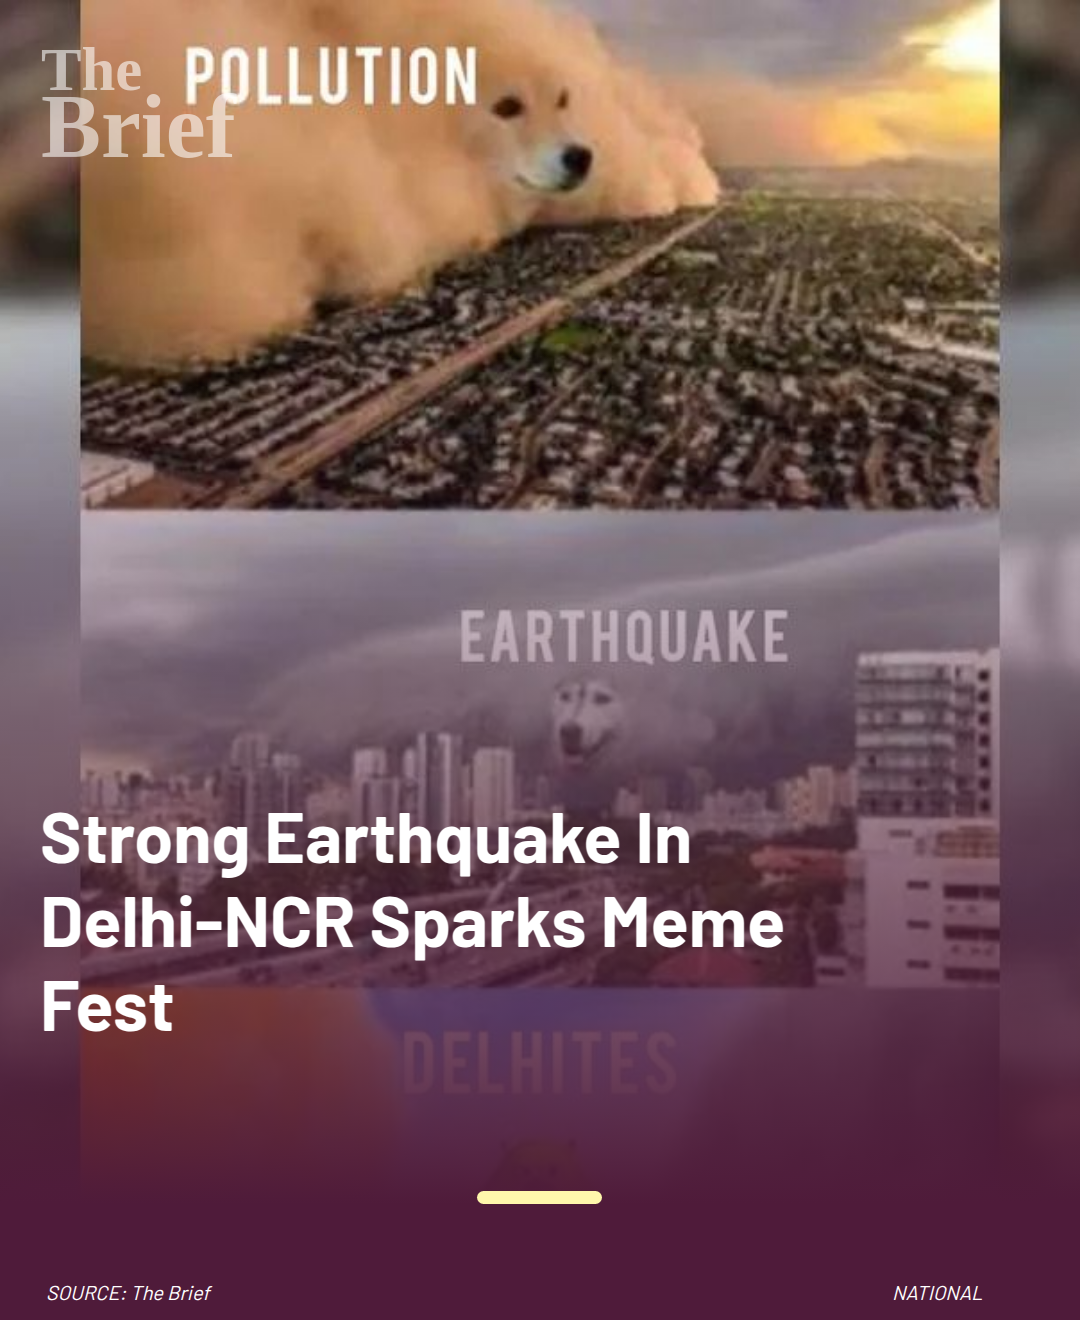 The
Brief
POLLUTION
EARTHQUAKE
Strong Earthquake In
Delhi-NCR Sparks Meme
Fest
DELHITES
SOURCE: The Brief
NATIONAL